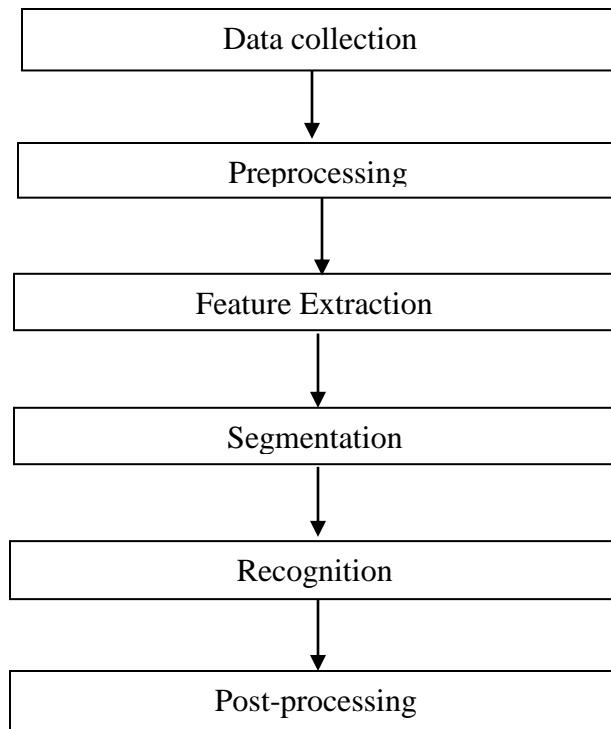 Data collection
Preprocessing
Feature Extraction
Segmentation
Recognition
Post-processing